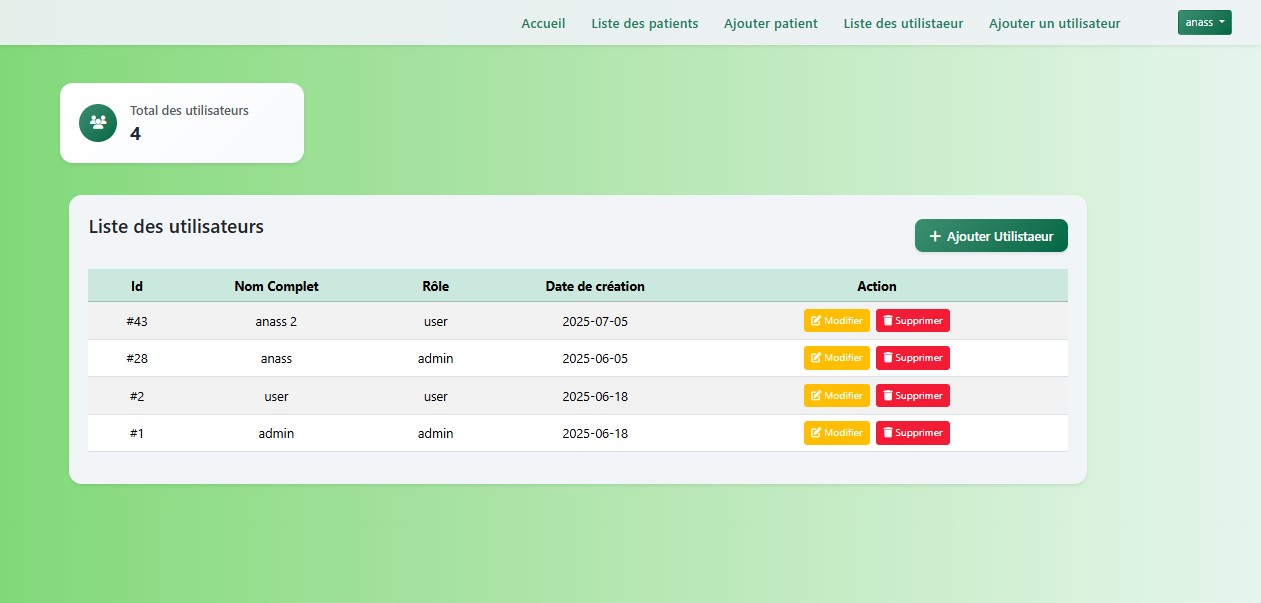 Accueil Liste des patients Ajouter patient Liste des utilistaeur Ajouter un utilisateur anass
Total des utilisateurs
4
Liste des utilisateurs
Ajouter Utilistaeur
Id Nom Complet Rôle Date de création Action
#43 anass 2 user 2025-07-05 Modifier Supprimer
#28 anass admin 2025-06-05 Modifier Supprimer
#2 user user 2025-06-18 Modifier Supprimer
#1 admin admin 2025-06-18 Modifier Supprimer